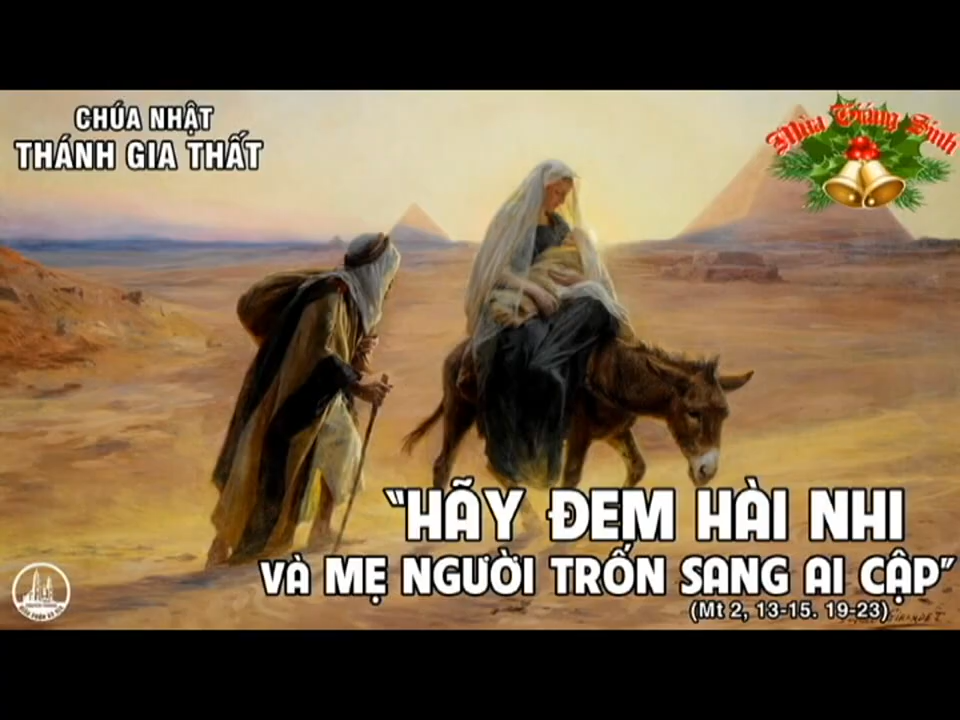 CHÚA NHẬT
THÁNH GIA THẤT
Mùa Giáng Sinh
“HÃY ĐEM HÀI NHI
VÀ MẸ NGƯỜI TRỐN SANG AI CẬP”
(Mt 2, 13-15. 19-23)